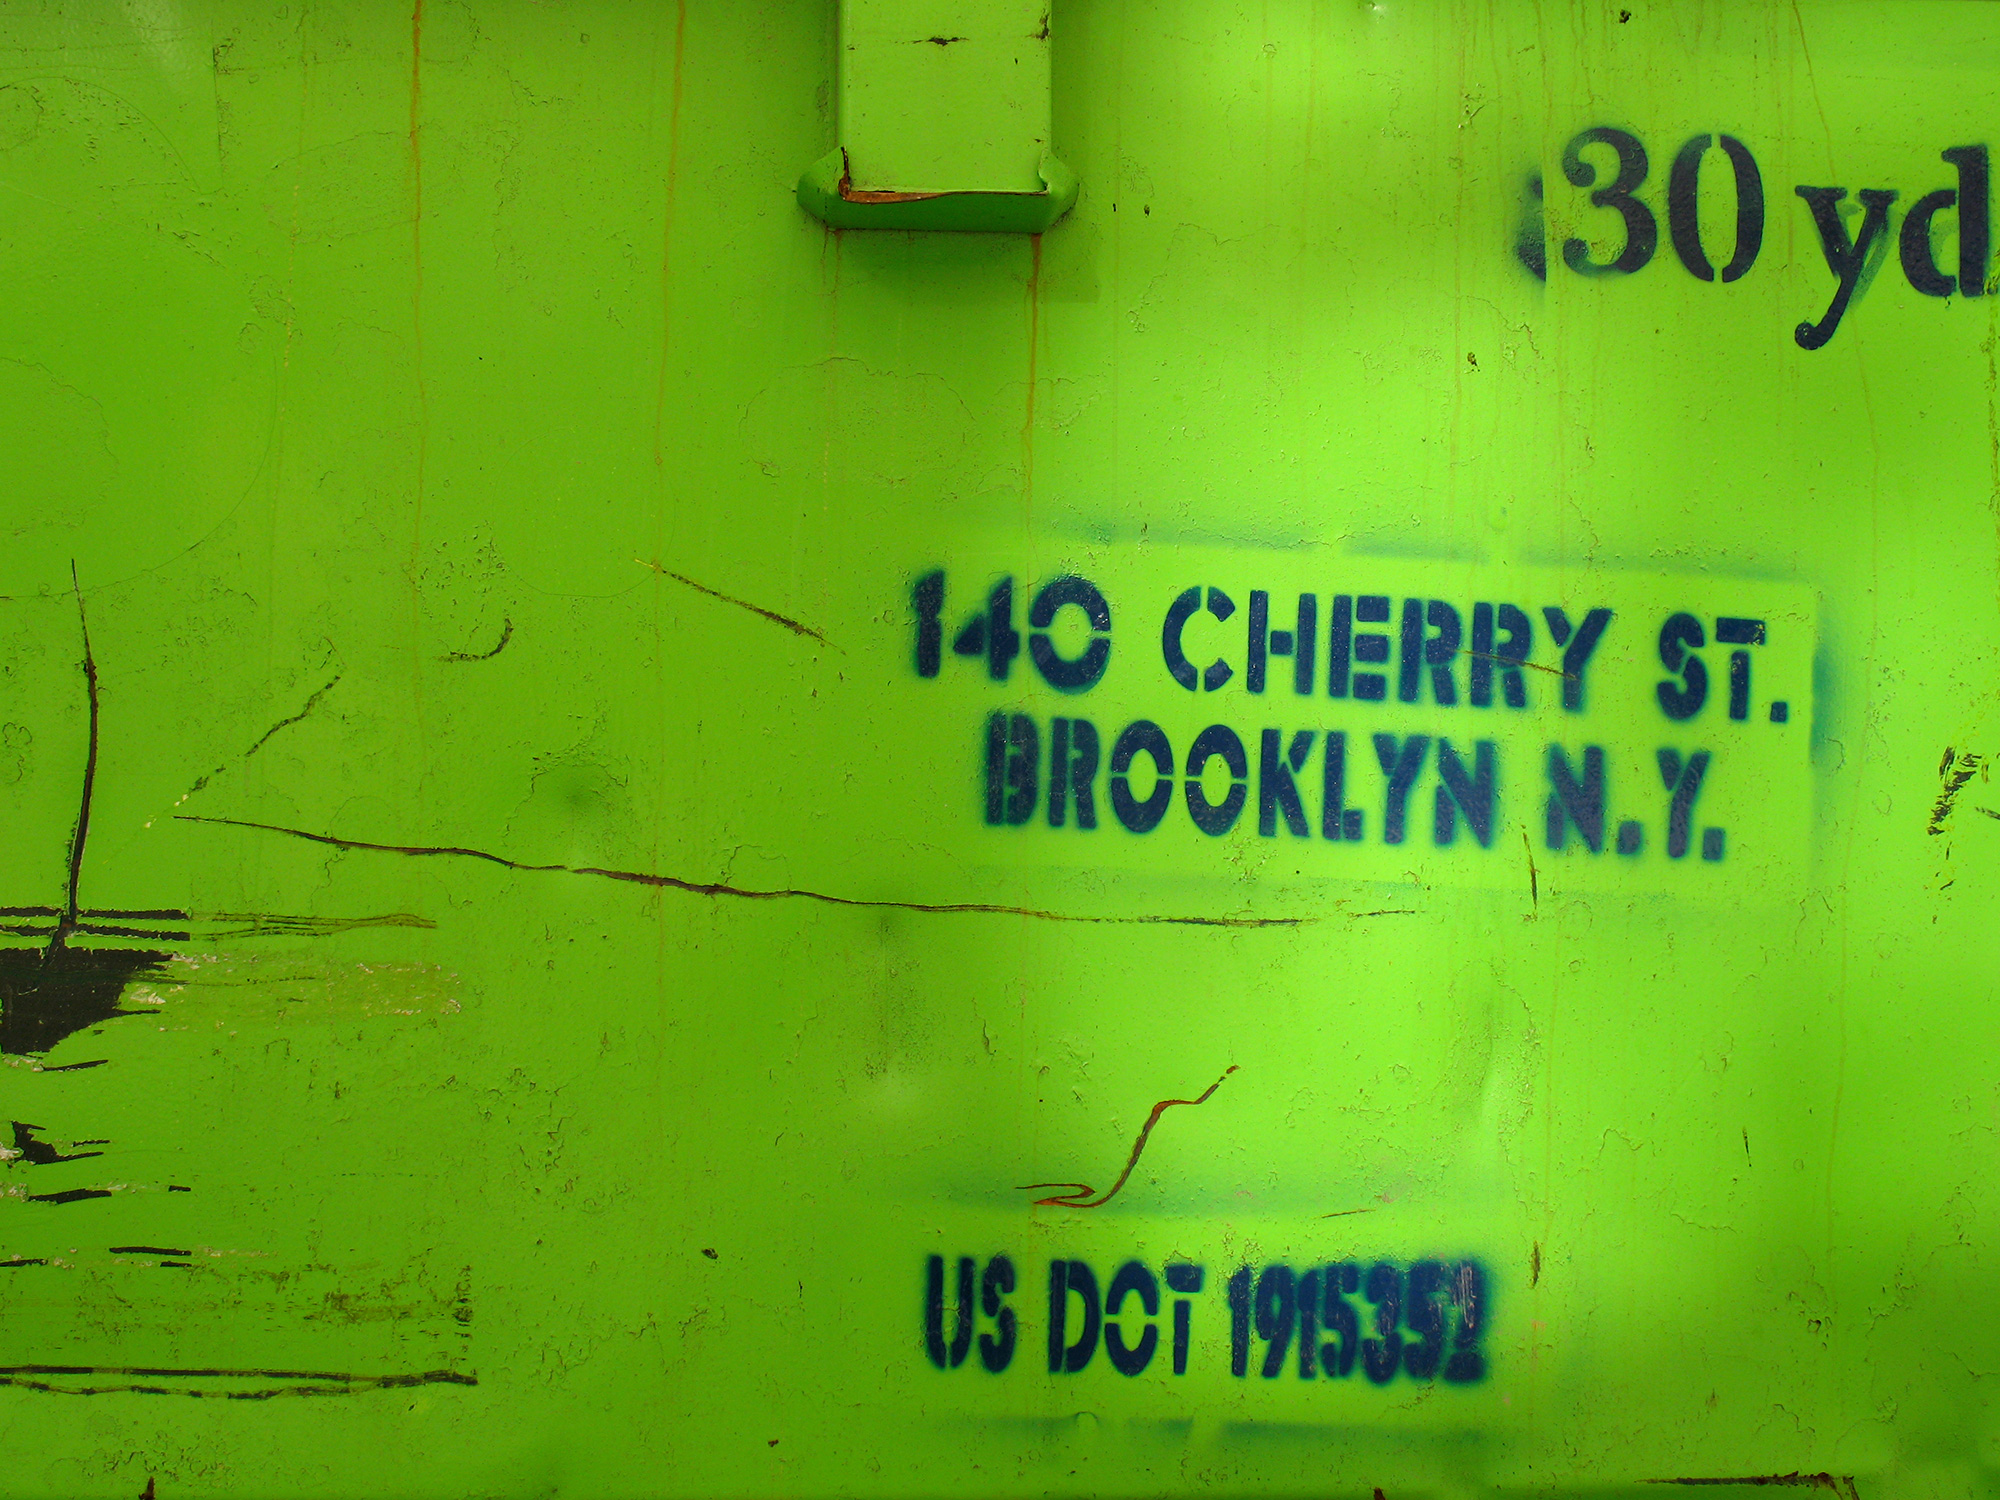 30 yd
140 CHERRY ST.
BROOKLYN N.Y.
US DOT 1915352